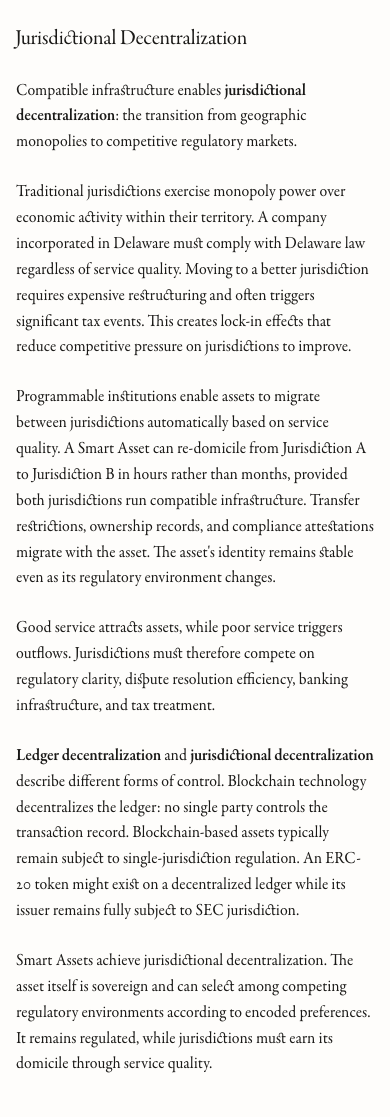 Jurisdictional Decentralization
Compatible infrastructure enables jurisdictional
decentralization: the transition from geographic
monopolies to competitive regulatory markets.
Traditional jurisdictions exercise monopoly power over
economic activity within their territory. A company
incorporated in Delaware must comply with Delaware law
regardless of service quality. Moving to a better jurisdiction
requires expensive restructuring and often triggers
significant tax events. This creates lock-in effects that
reduce competitive pressure on jurisdictions to improve.
Programmable institutions enable assets to migrate
between jurisdictions automatically based on service
quality. A Smart Asset can re-domicile from Jurisdiction A
to Jurisdiction B in hours rather than months, provided
both jurisdictions run compatible infrastructure. Transfer
restrictions, ownership records, and compliance attestations
migrate with the asset. The asset's identity remains stable
even as its regulatory environment changes.
Good service attracts assets, while poor service triggers
outflows. Jurisdictions must therefore compete on
regulatory clarity, dispute resolution efficiency, banking
infrastructure, and tax treatment.
Ledger decentralization and jurisdictional decentralization
describe different forms of control. Blockchain technology
decentralizes the ledger: no single party controls the
transaction record. Blockchain-based assets typically
remain subject to single-jurisdiction regulation. An ERC-
20 token might exist on a decentralized ledger while its
issuer remains fully subject to SEC jurisdiction.
Smart Assets achieve jurisdictional decentralization. The
asset itself is sovereign and can select among competing
regulatory environments according to encoded preferences.
It remains regulated, while jurisdictions must earn its
domicile through service quality.